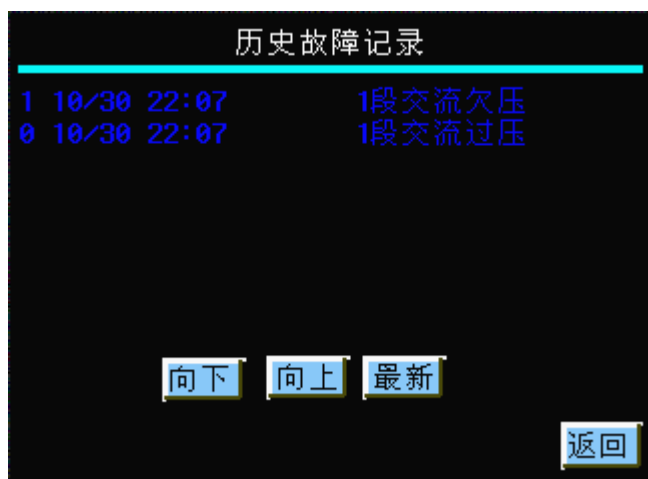 历史故障记录
1 10/30 22:07 1段交流欠压
0 10/30 22:07 1段交流过压
向下 向上 最新
返回